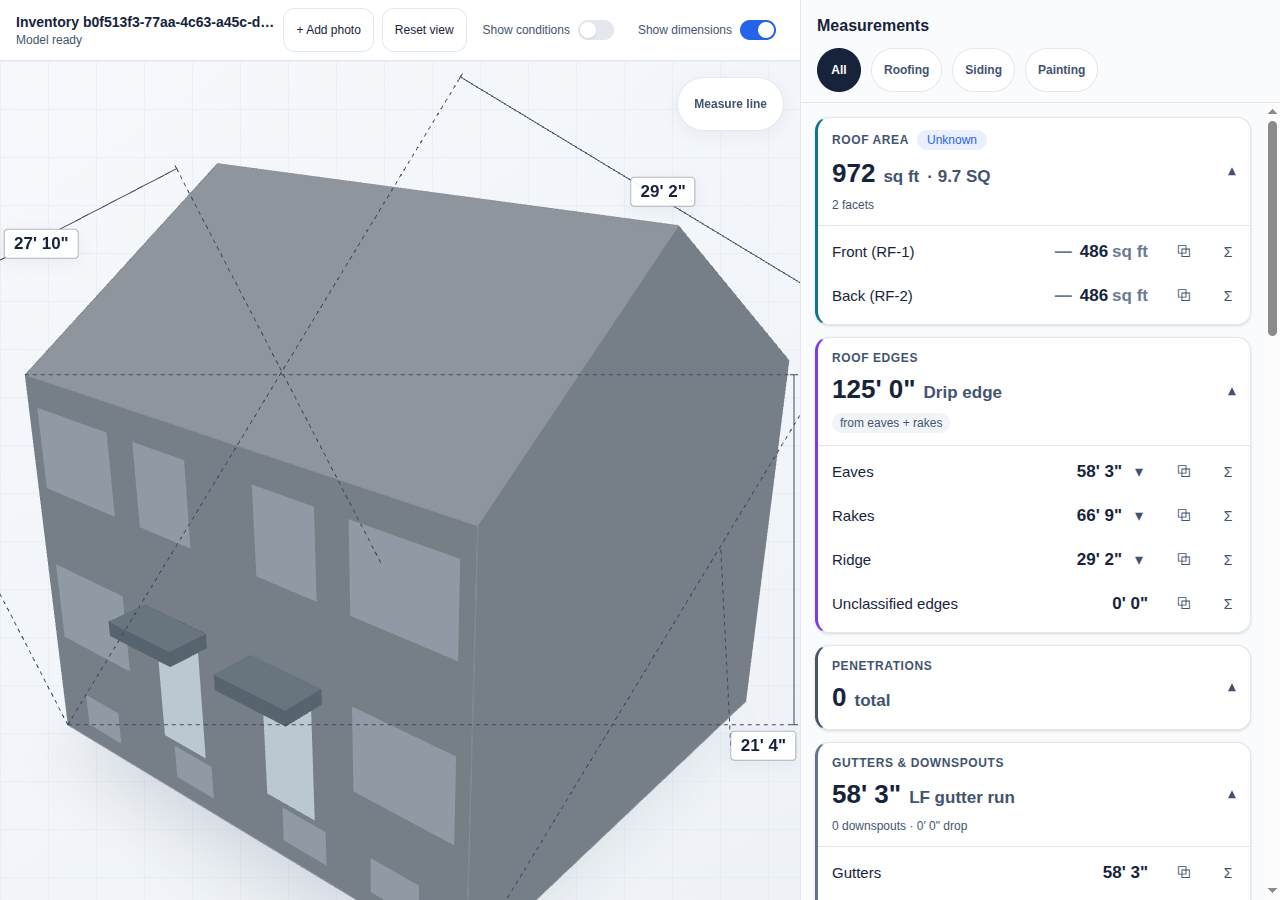 Inventory b0f513f3-77aa-4c63-a45c-d…
Model ready
+ Add photo
Reset view
Show conditions
Show dimensions
Measure line
29' 2"
27' 10"
21' 4"
Measurements
All
Roofing
Siding
Painting
ROOF AREA Unknown
972 sq ft · 9.7 SQ
2 facets
Front (RF-1) — 486 sq ft Σ
Back (RF-2) — 486 sq ft Σ
ROOF EDGES
125' 0" Drip edge
from eaves + rakes
Eaves 58' 3" Σ
Rakes 66' 9" Σ
Ridge 29' 2" Σ
Unclassified edges 0' 0" Σ
PENETRATIONS
0 total
GUTTERS & DOWNSPOUTS
58' 3" LF gutter run
0 downspouts · 0' 0" drop
Gutters 58' 3" Σ